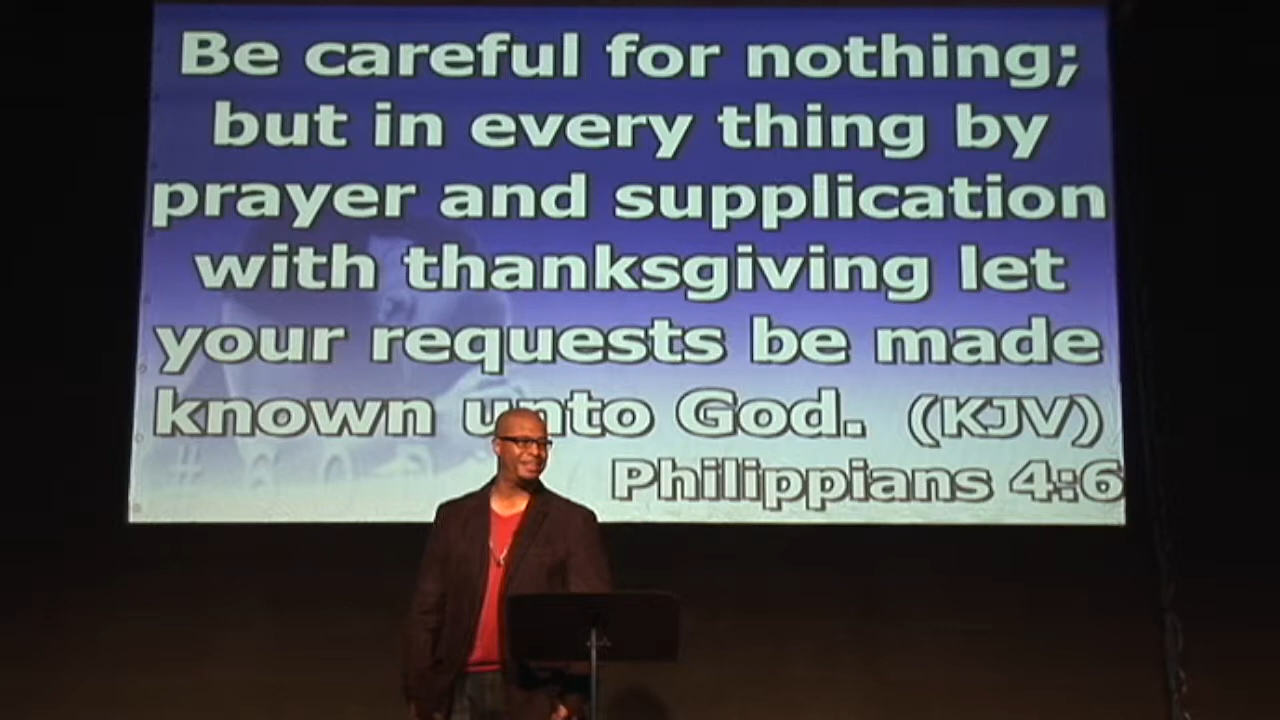 Be careful for nothing;
but in every thing by
prayer and supplication
with thanksgiving let
your requests be made
known unto God. (KJV)
Philippians 4:6